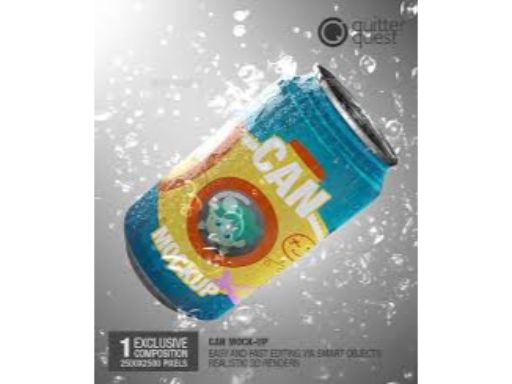 quitter
quest
CAN
MOCKUP
1 EXCLUSIVE
COMPOSITION
2500X2500 PIXELS
CAN MOCK-UP
EASY AND FAST EDITING VIA SMART OBJECTS
REALISTIC 3D RENDERS